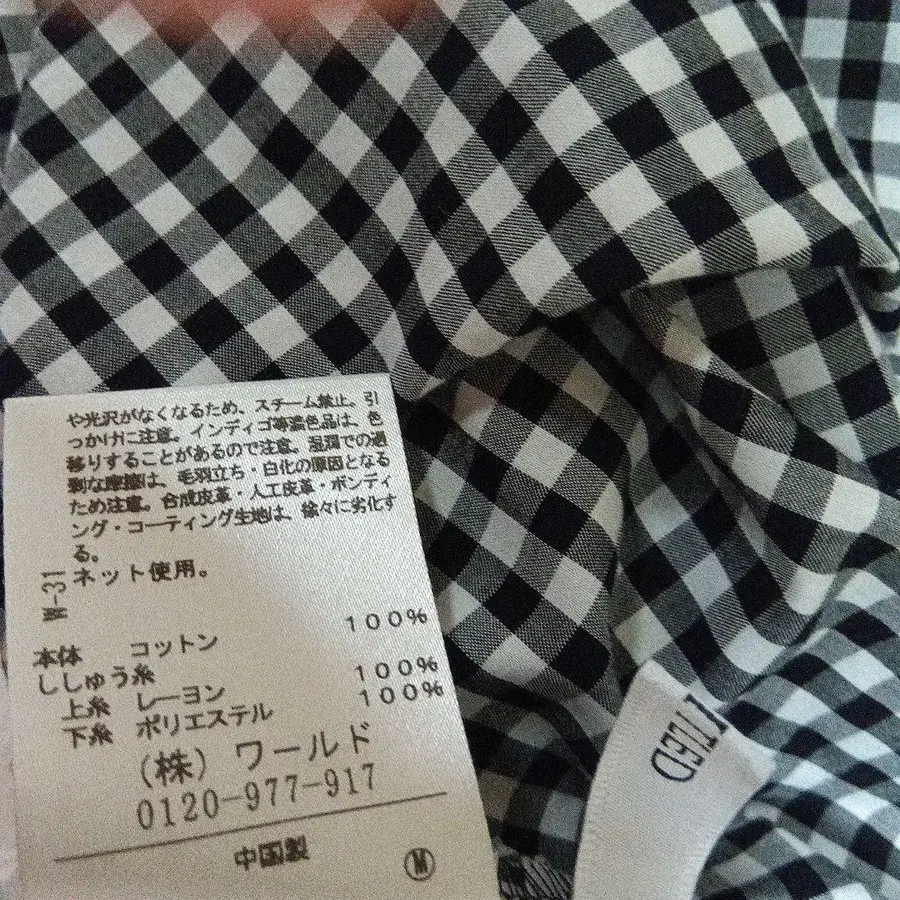 や光沢がなくなるため、スチーム禁止。引
っかけに注意。インディゴ等濃色品は、色
移りすることがあるので注意。湿潤での過
剰な摩擦は、毛羽立ち・白化の原因となる
ため注意。合成皮革・人工皮革・ボンディ
ング・コーティング生地は、徐々に劣化す
る。
ネット使用。
W-31
本体 コットン 100%
ししゅう糸
上糸 レーヨン 100%
下糸 ポリエステル 100%
(株) ワールド
0120-977-917
中国製
M